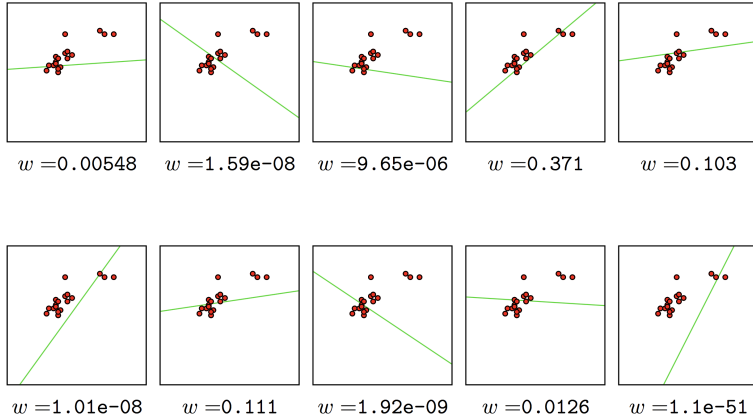 w =0.00548 w =1.59e-08 w =9.65e-06 w =0.371 w =0.103
w =1.01e-08 w =0.111 w =1.92e-09 w =0.0126 w =1.1e-51